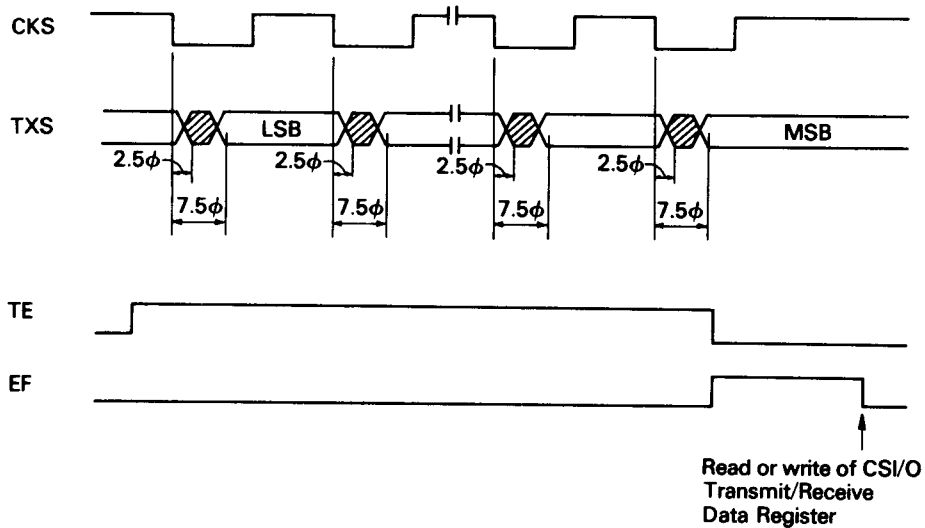 CKS
TXS
LSB
MSB
2.5ϕ
2.5ϕ
2.5ϕ
2.5ϕ
7.5ϕ
7.5ϕ
7.5ϕ
7.5ϕ
TE
EF
Read or write of CSI/O
Transmit/Receive
Data Register